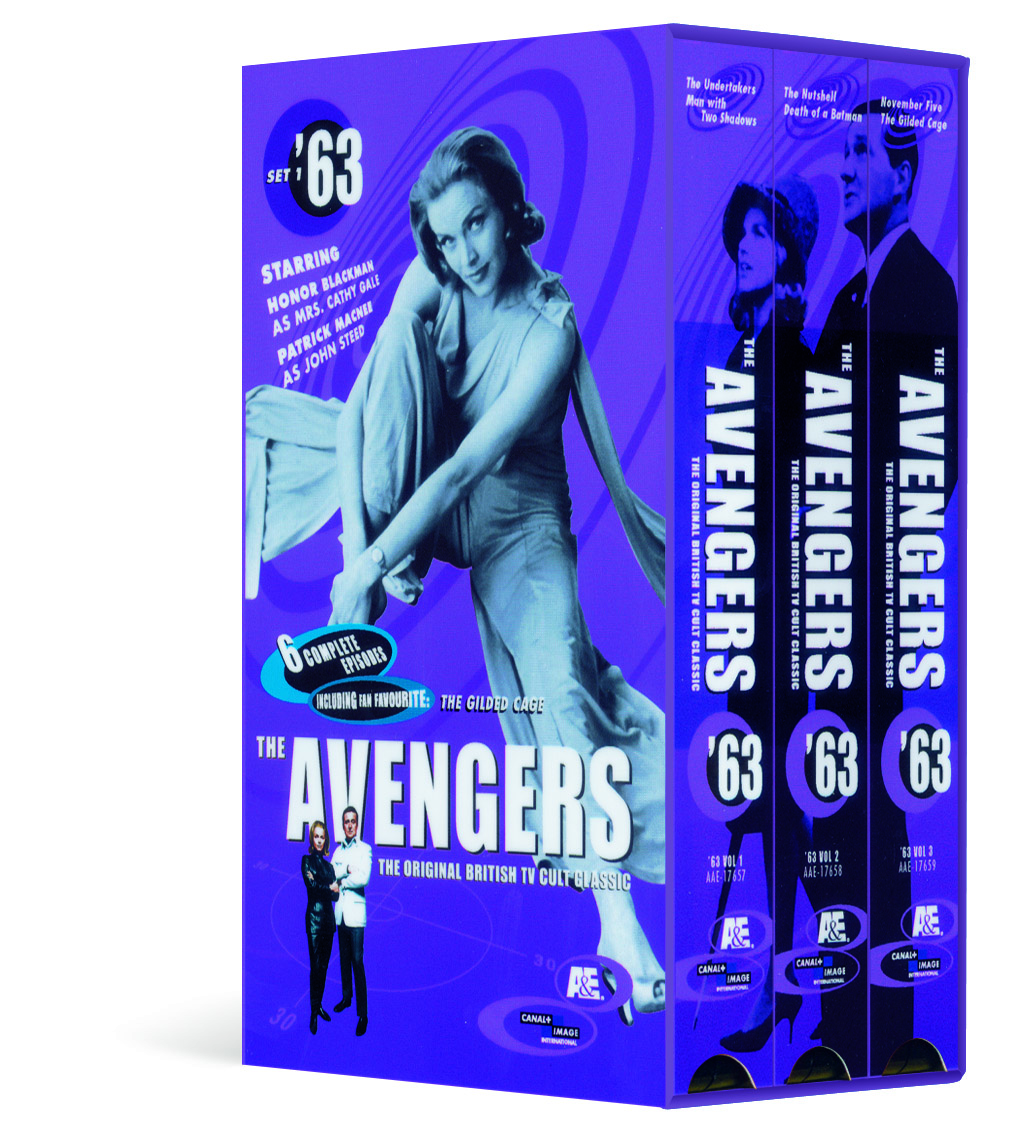 SET 1 '63
STARRING
HONOR BLACKMAN
AS MRS. CATHY GALE
PATRICK MACNEE
AS JOHN STEED
6 COMPLETE
EPISODES
INCLUDING FAN FAVOURITE: THE GILDED CAGE
THE AVENGERS
THE ORIGINAL BRITISH TV CULT CLASSIC
30
30
A&E
CANAL+
IMAGE
INTERNATIONAL
The Undertakers
Man with
Two Shadows
THE AVENGERS
THE ORIGINAL BRITISH TV CULT CLASSIC
'63
'63 VOL 1
AAE-17657
A&E
CANAL+
IMAGE
INTERNATIONAL
The Nutshell
Death of a Batman
THE AVENGERS
THE ORIGINAL BRITISH TV CULT CLASSIC
'63
'63 VOL 2
AAE-17658
A&E
CANAL+
IMAGE
INTERNATIONAL
November Five
The Gilded Cage
THE AVENGERS
THE ORIGINAL BRITISH TV CULT CLASSIC
'63
'63 VOL 3
AAE-17659
A&E
CANAL+
IMAGE
INTERNATIONAL